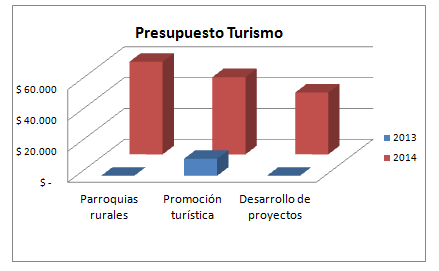 Presupuesto Turismo
$ 60.000
$ 40.000
$ 20.000
$ -
Parroquias
rurales
Promoción
turística
Desarrollo de
proyectos
2013
2014